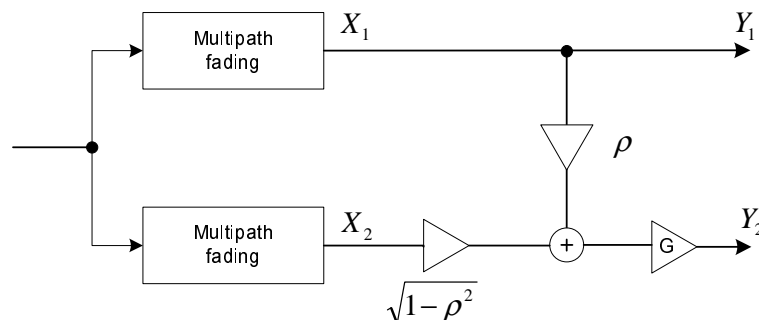 Multipath
fading
X₁
Y₁
ρ
Multipath
fading
X₂
√(1−ρ²)
+
G
Y₂